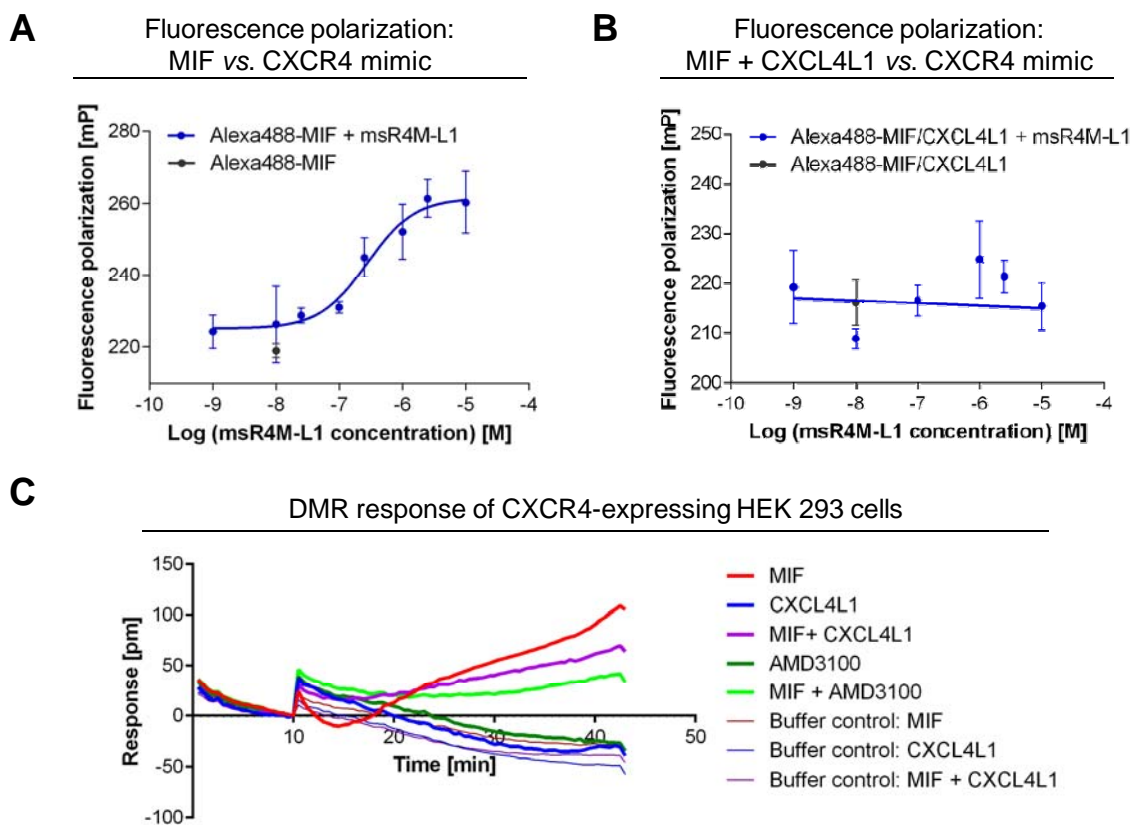 A
Fluorescence polarization:
MIF vs. CXCR4 mimic
Fluorescence polarization [mP]
280
260
240
220
Alexa488-MIF + msR4M-L1
Alexa488-MIF
-10 -9 -8 -7 -6 -5 -4
Log (msR4M-L1 concentration) [M]
B
Fluorescence polarization:
MIF + CXCL4L1 vs. CXCR4 mimic
Fluorescence polarization [mP]
250
240
230
220
210
200
Alexa488-MIF/CXCL4L1 + msR4M-L1
Alexa488-MIF/CXCL4L1
-10 -9 -8 -7 -6 -5 -4
Log (msR4M-L1 concentration) [M]
C
DMR response of CXCR4-expressing HEK 293 cells
Response [pm]
150
100
50
0
-50
-100
10 20 30 40 50
Time [min]
MIF
CXCL4L1
MIF+ CXCL4L1
AMD3100
MIF + AMD3100
Buffer control: MIF
Buffer control: CXCL4L1
Buffer control: MIF + CXCL4L1